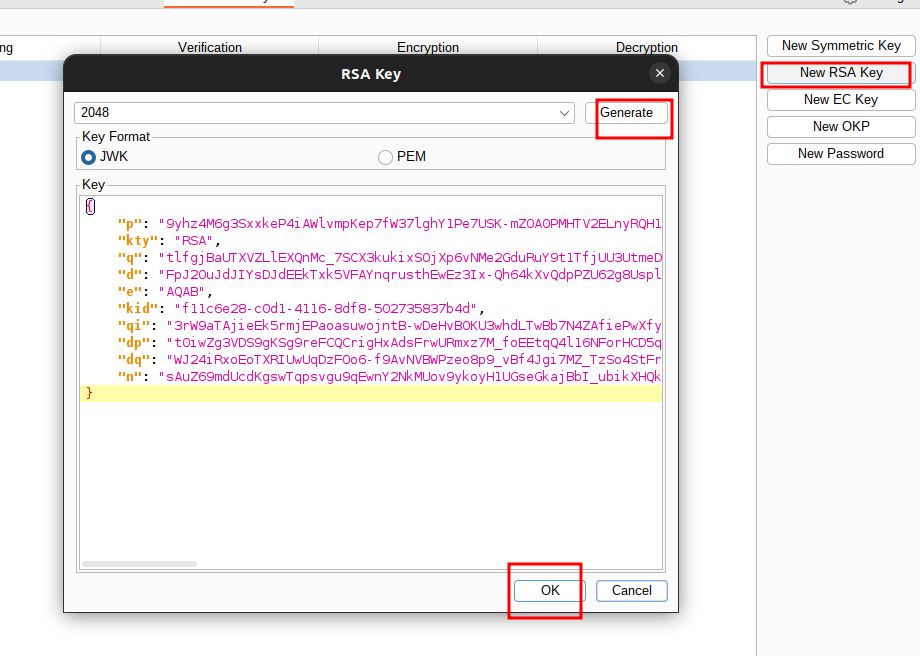 ng Verification Encryption Decryption
New Symmetric Key
RSA Key
New RSA Key
2048
Generate
New EC Key
Key Format
New OKP
JWK PEM
New Password
Key
{
"p": "9yhz4M6g3SxxkeP4iAWlvmpKep7fW37lghY1Pe7USK-mZOA0PMHTV2ELnyRQH1
"kty": "RSA",
"q": "tlfgjBaUTXVZLlEXQnMc_7SCX3kukixSOjXp6vNMe2GduRuY9t1TfjUU3UtmeD
"d": "FpJ2OuJdJIYsDJdEEkTxk5VFAYnqrusthEwEz3Ix-Qh64kXvQdpPZU62g8Uspl
"e": "AQAB",
"kid": "f11c6e28-c0d1-4116-8df8-502735837b4d",
"qi": "3rW9aTAjieEk5rmjEPaoasuwojntB-wDeHvBOKU3whdLTwBb7N4ZAfiePwXfy
"dp": "tOiwZg3VDS9gKSg9reFCQCrigHxAdsFrwURmxz7M_foEEtqQ4l16NForHCD5q
"dq": "WJ24iRxoEoTXRIUwUqDzFOo6-f9AvNVBWPzeo8p9_vBf4Jgi7MZ_TzSo4StFr
"n": "sAuZ69mdUcdKgswTqpsvgu9qEwnY2NkMUov9ykoyH1UGseGkajBbI_ubikXHQk
}
OK Cancel